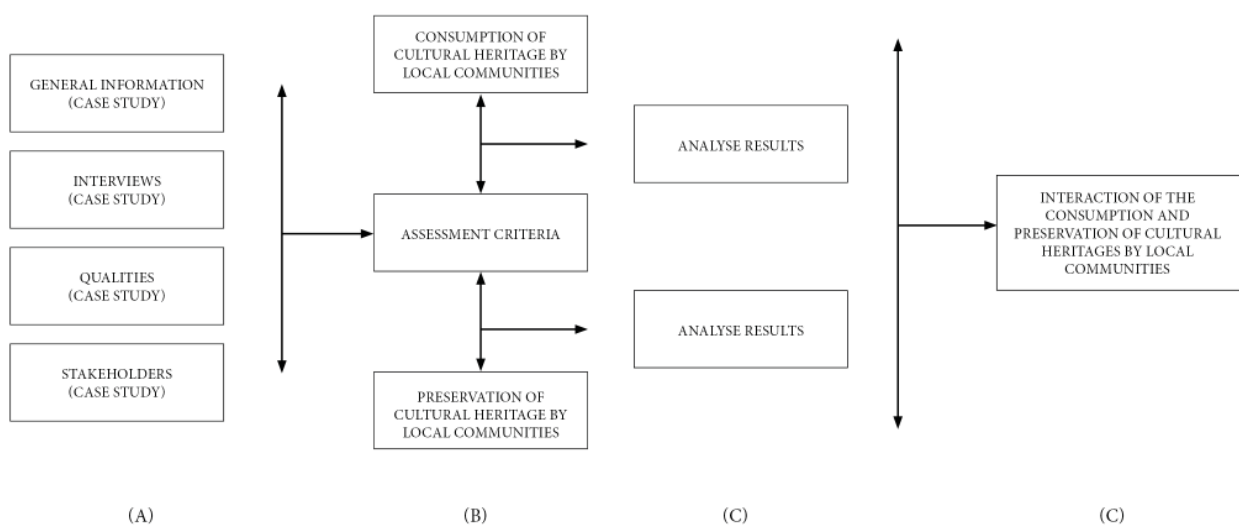 GENERAL INFORMATION
(CASE STUDY)
INTERVIEWS
(CASE STUDY)
QUALITIES
(CASE STUDY)
STAKEHOLDERS
(CASE STUDY)
CONSUMPTION OF
CULTURAL HERITAGE BY
LOCAL COMMUNITIES
ASSESSMENT CRITERIA
PRESERVATION OF
CULTURAL HERITAGE BY
LOCAL COMMUNITIES
ANALYSE RESULTS
ANALYSE RESULTS
INTERACTION OF THE
CONSUMPTION AND
PRESERVATION OF CULTURAL
HERITAGES BY LOCAL
COMMUNITIES
(A)
(B)
(C)
(C)